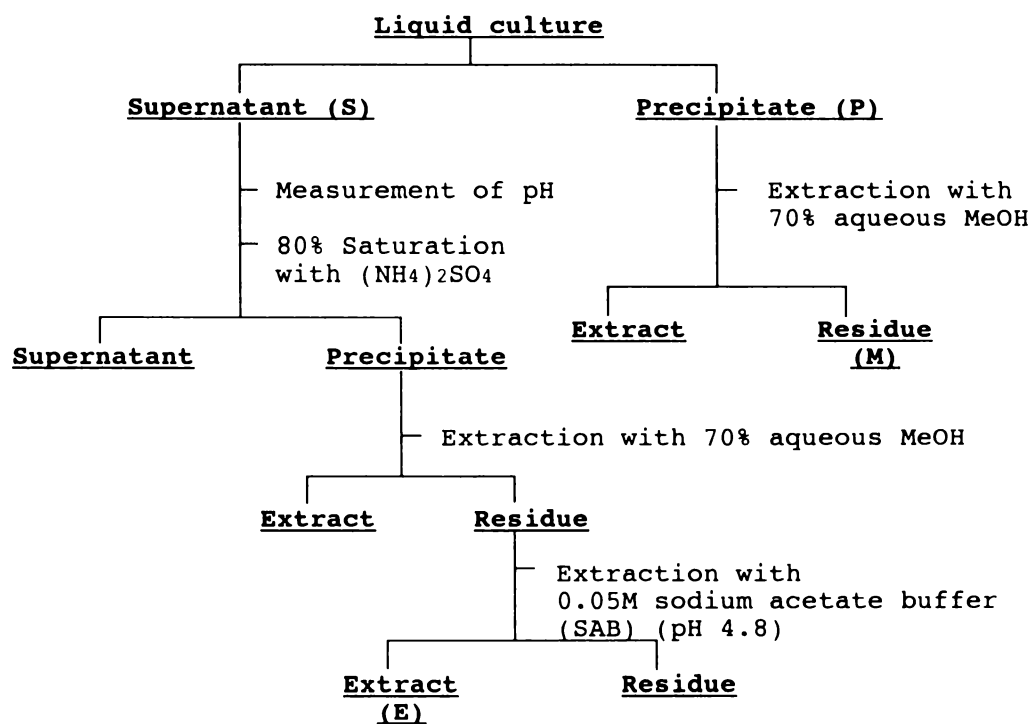 Liquid culture
Supernatant (S)
Precipitate (P)
Measurement of pH
80% Saturation
with (NH4)2SO4
Extraction with
70% aqueous MeOH
Supernatant
Precipitate
Extract
Residue
(M)
Extraction with 70% aqueous MeOH
Extract
Residue
Extraction with
0.05M sodium acetate buffer
(SAB) (pH 4.8)
Extract
(E)
Residue